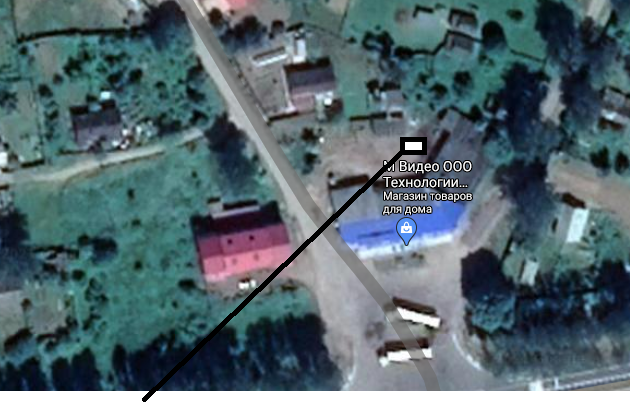 М Видео ООО
Технологии...
Магазин товаров
для дома